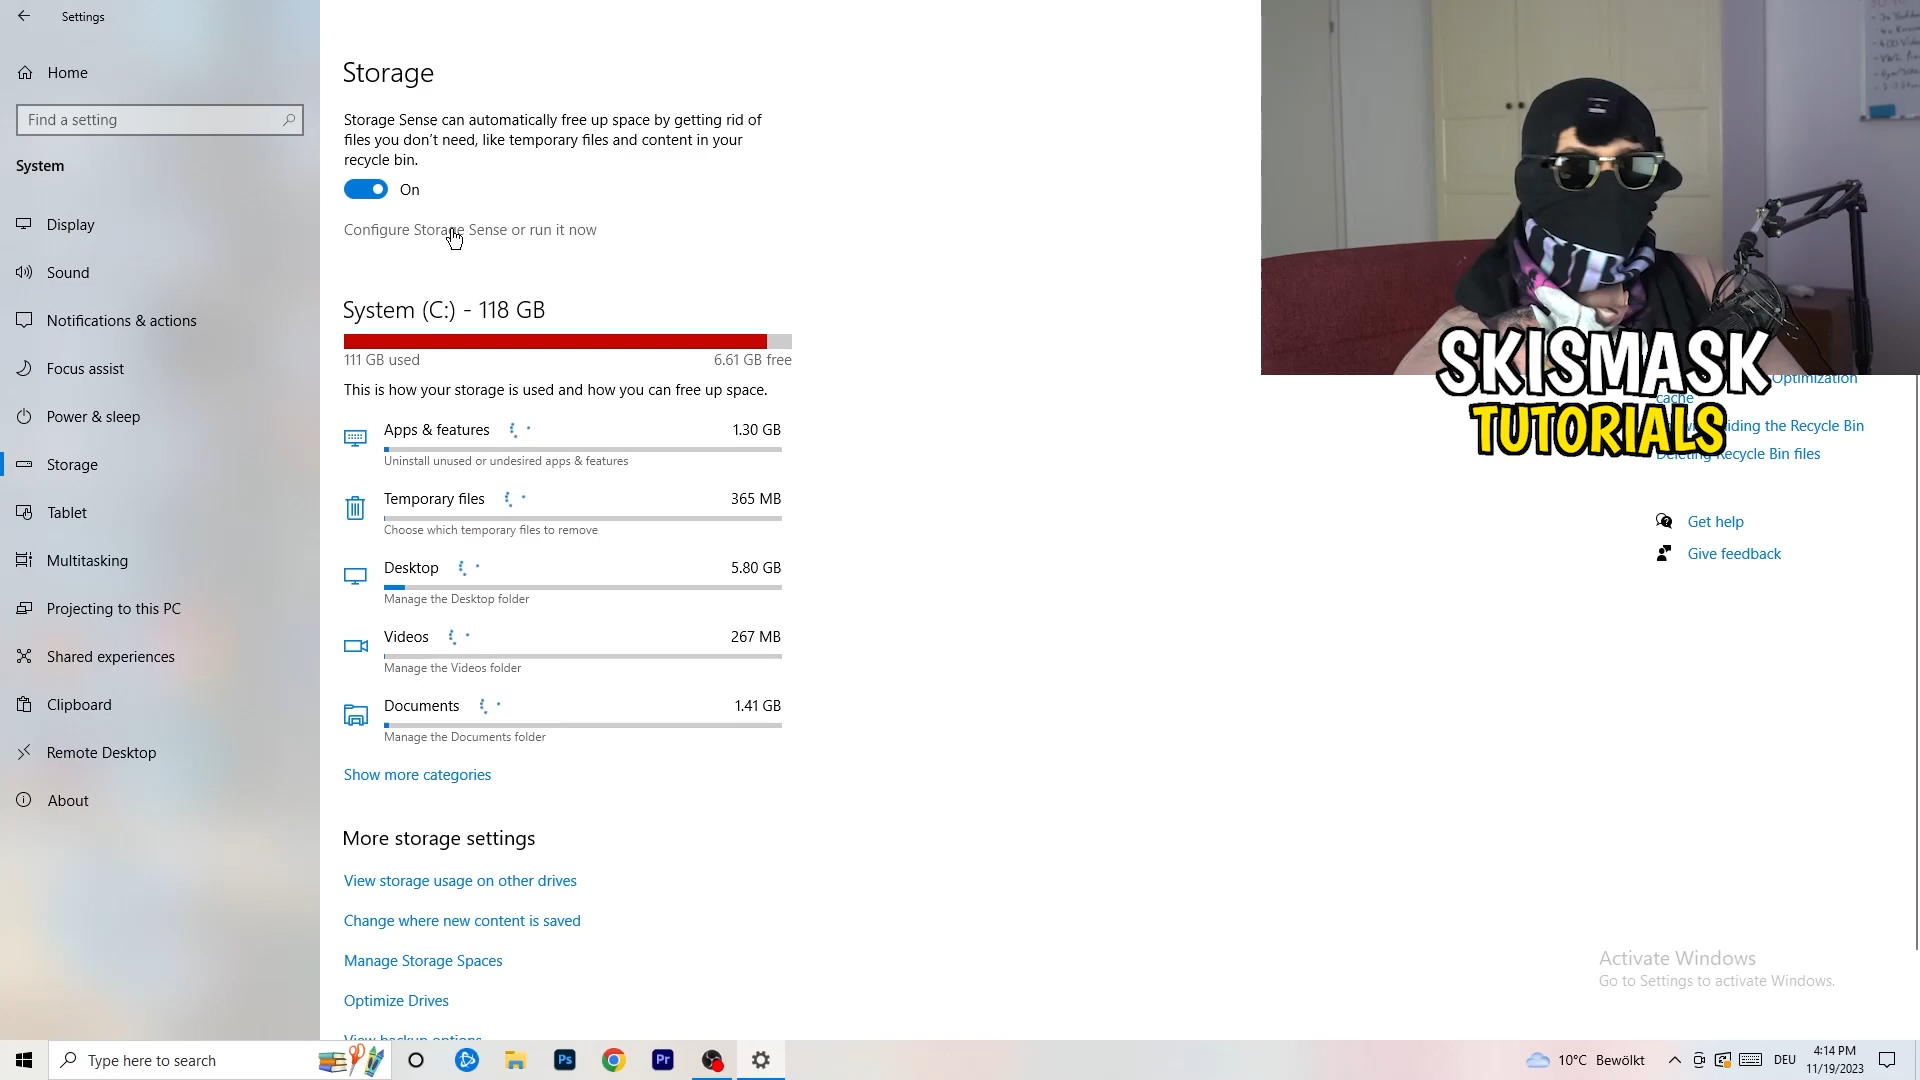 Settings
Home
Find a setting
System
Display
Sound
Notifications & actions
Focus assist
Power & sleep
Storage
Tablet
Multitasking
Projecting to this PC
Shared experiences
Clipboard
Remote Desktop
About
Storage
Storage Sense can automatically free up space by getting rid of
files you don't need, like temporary files and content in your
recycle bin.
On
Configure Storage Sense or run it now
System (C:) - 118 GB
111 GB used
6.61 GB free
This is how your storage is used and how you can free up space.
Apps & features
1.30 GB
Uninstall unused or undesired apps & features
Temporary files
365 MB
Choose which temporary files to remove
Desktop
5.80 GB
Manage the Desktop folder
Videos
267 MB
Manage the Videos folder
Documents
1.41 GB
Manage the Documents folder
Show more categories
More storage settings
View storage usage on other drives
Change where new content is saved
Manage Storage Spaces
Optimize Drives
View backup options
SKISMASK
TUTORIALS
Optimization
cache
the Recycle Bin
Deleting Recycle Bin files
Get help
Give feedback
Activate Windows
Go to Settings to activate Windows.
Type here to search
Ps
Pr
10°C Bewölkt
DEU
4:14 PM
11/19/2023